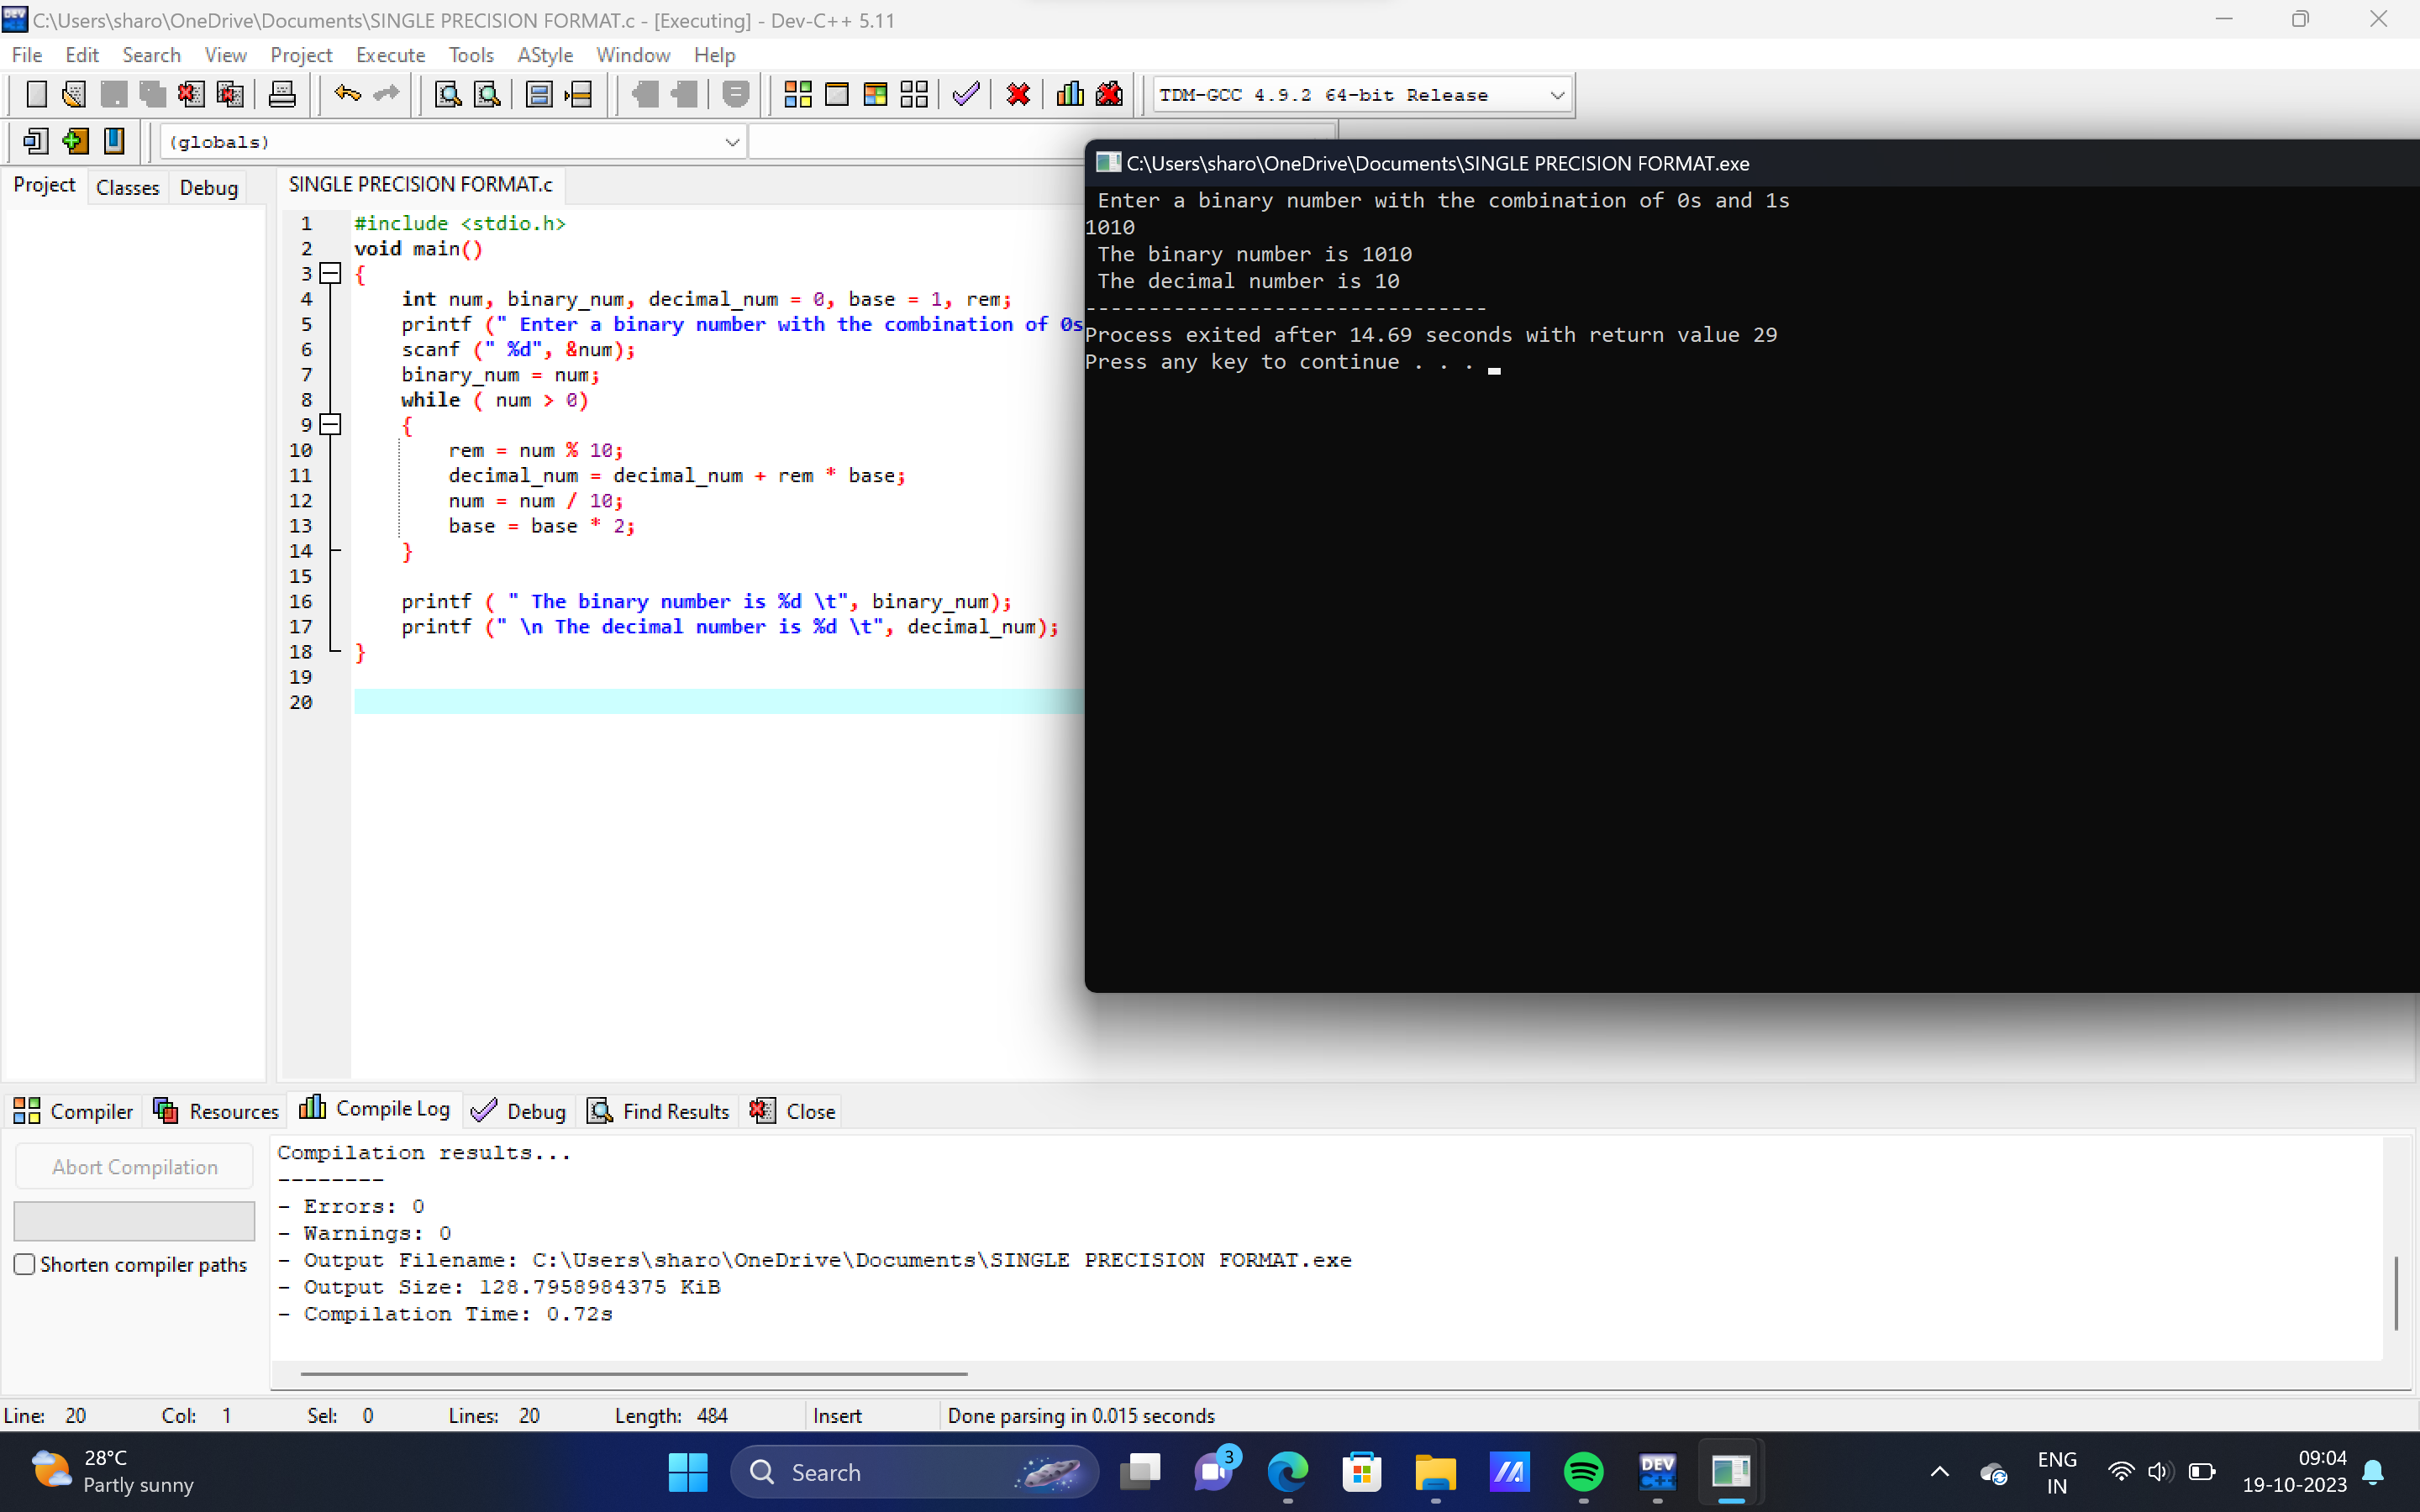 C:\Users\sharo\OneDrive\Documents\SINGLE PRECISION FORMAT.c - [Executing] - Dev-C++ 5.11
File Edit Search View Project Execute Tools AStyle Window Help
TDM-GCC 4.9.2 64-bit Release
(globals)
Project Classes Debug
SINGLE PRECISION FORMAT.c
1 #include <stdio.h>
2 void main()
3 {
4 int num, binary_num, decimal_num = 0, base = 1, rem;
5 printf (" Enter a binary number with the combination of 0s
6 scanf (" %d", &num);
7 binary_num = num;
8 while ( num > 0)
9 {
10 rem = num % 10;
11 decimal_num = decimal_num + rem * base;
12 num = num / 10;
13 base = base * 2;
14 }
15
16 printf ( " The binary number is %d \t", binary_num);
17 printf (" \n The decimal number is %d \t", decimal_num);
18 }
19
20
C:\Users\sharo\OneDrive\Documents\SINGLE PRECISION FORMAT.exe
Enter a binary number with the combination of 0s and 1s
1010
The binary number is 1010
The decimal number is 10
--------------------------------
Process exited after 14.69 seconds with return value 29
Press any key to continue . . .
Compiler Resources Compile Log Debug Find Results Close
Abort Compilation
Shorten compiler paths
Compilation results...
--------
- Errors: 0
- Warnings: 0
- Output Filename: C:\Users\sharo\OneDrive\Documents\SINGLE PRECISION FORMAT.exe
- Output Size: 128.7958984375 KiB
- Compilation Time: 0.72s
Line: 20 Col: 1 Sel: 0 Lines: 20 Length: 484 Insert Done parsing in 0.015 seconds
28°C
Partly sunny
Search
3
DEV
C++
ENG
IN
09:04
19-10-2023